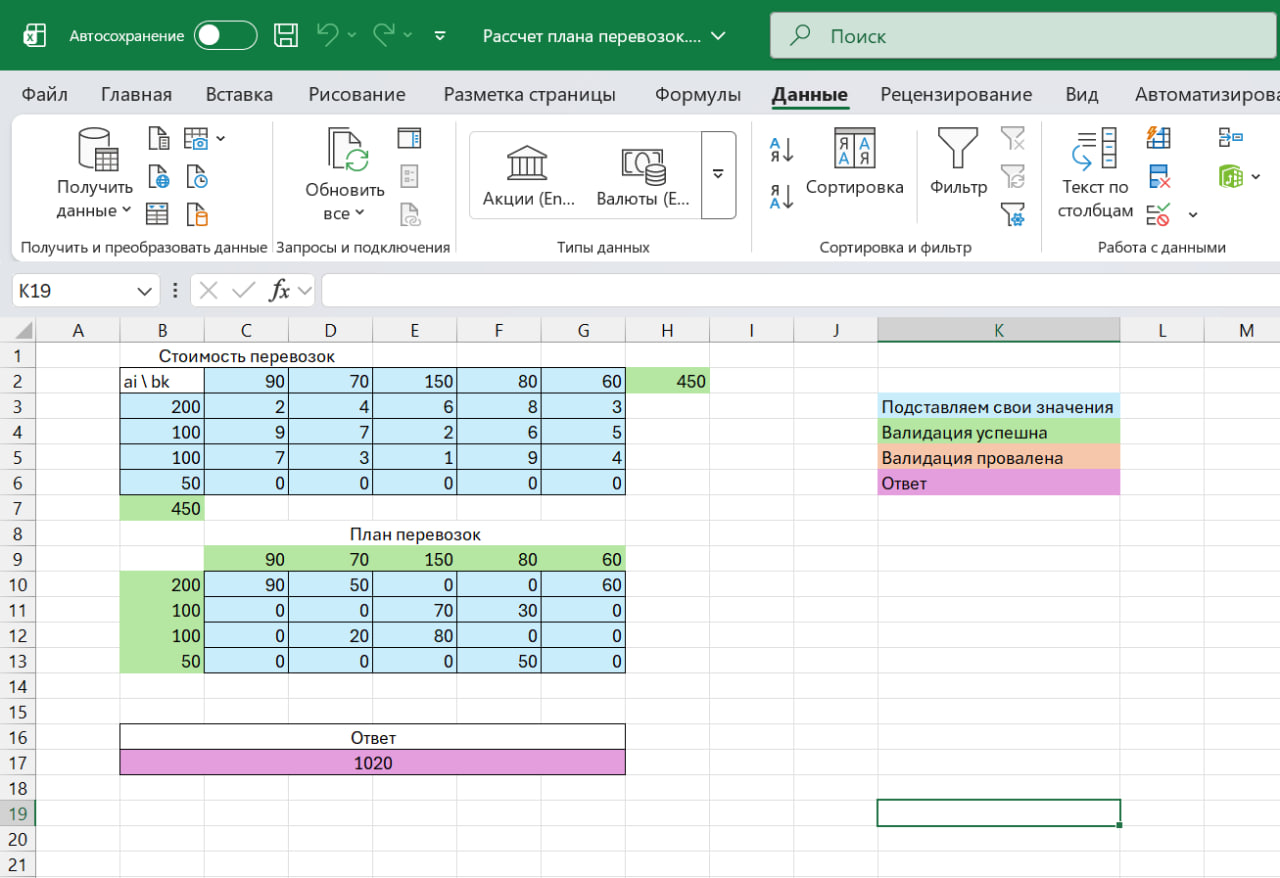 Автосохранение Рассчет плана перевозок.... Поиск
Файл Главная Вставка Рисование Разметка страницы Формулы Данные Рецензирование Вид Автоматизирова
Получить данные
Обновить все
Акции (En... Валюты (E...
Я А А Я
Сортировка
Фильтр
Текст по столбцам
Получить и преобразовать данные Запросы и подключения Типы данных Сортировка и фильтр Работа с данными
K19 fx
A B C D E F G H I J K L M
1 Стоимость перевозок
2 ai \ bk 90 70 150 80 60 450
3 200 2 4 6 8 3 Подставляем свои значения
4 100 9 7 2 6 5 Валидация успешна
5 100 7 3 1 9 4 Валидация провалена
6 50 0 0 0 0 0 Ответ
7 450
8 План перевозок
9 90 70 150 80 60
10 200 90 50 0 0 60
11 100 0 0 70 30 0
12 100 0 20 80 0 0
13 50 0 0 0 50 0
14
15
16 Ответ
17 1020
18
19
20
21